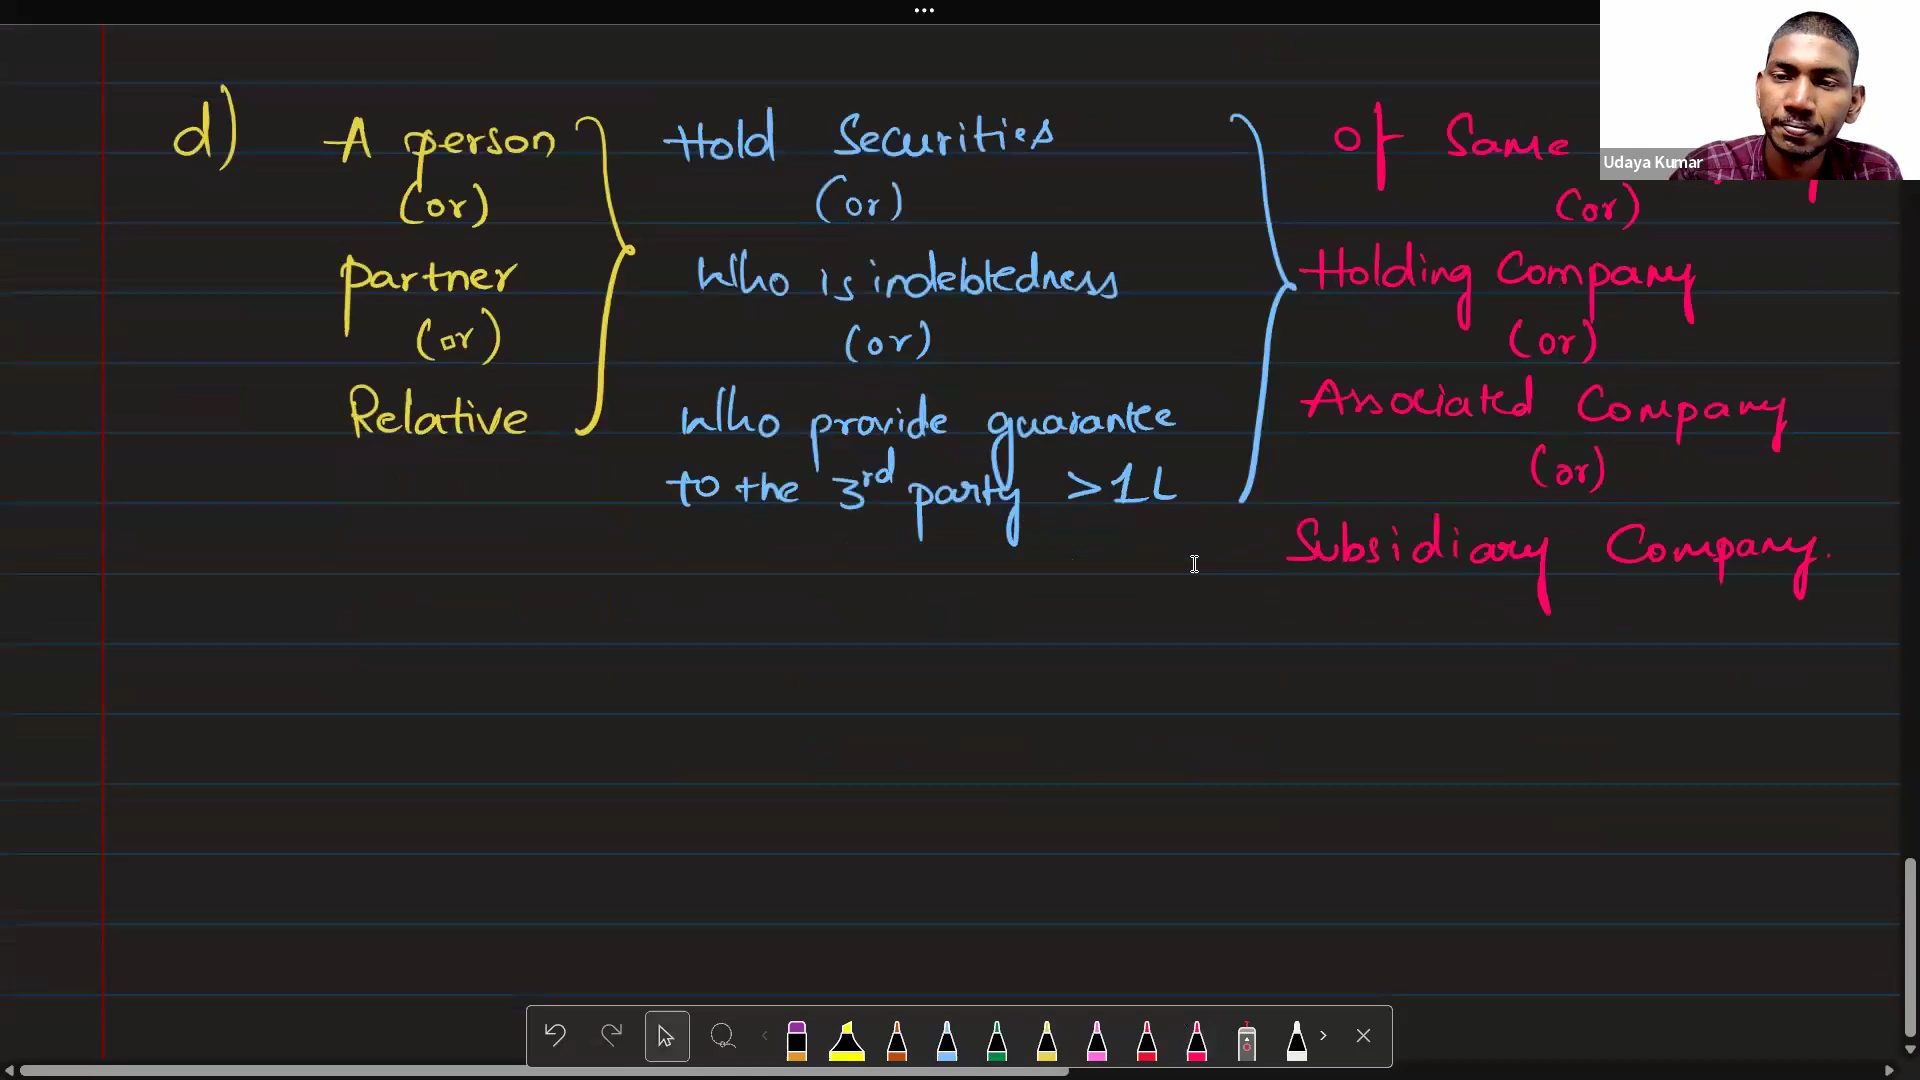 d) A person Hold Securities of Same
Udaya Kumar
(or) (or) (or)
partner Who is indebtedness Holding Company
(or) (or) (or)
Relative Who provide guarantee Associated Company
to the 3rd party >1L (or)
Subsidiary Company.